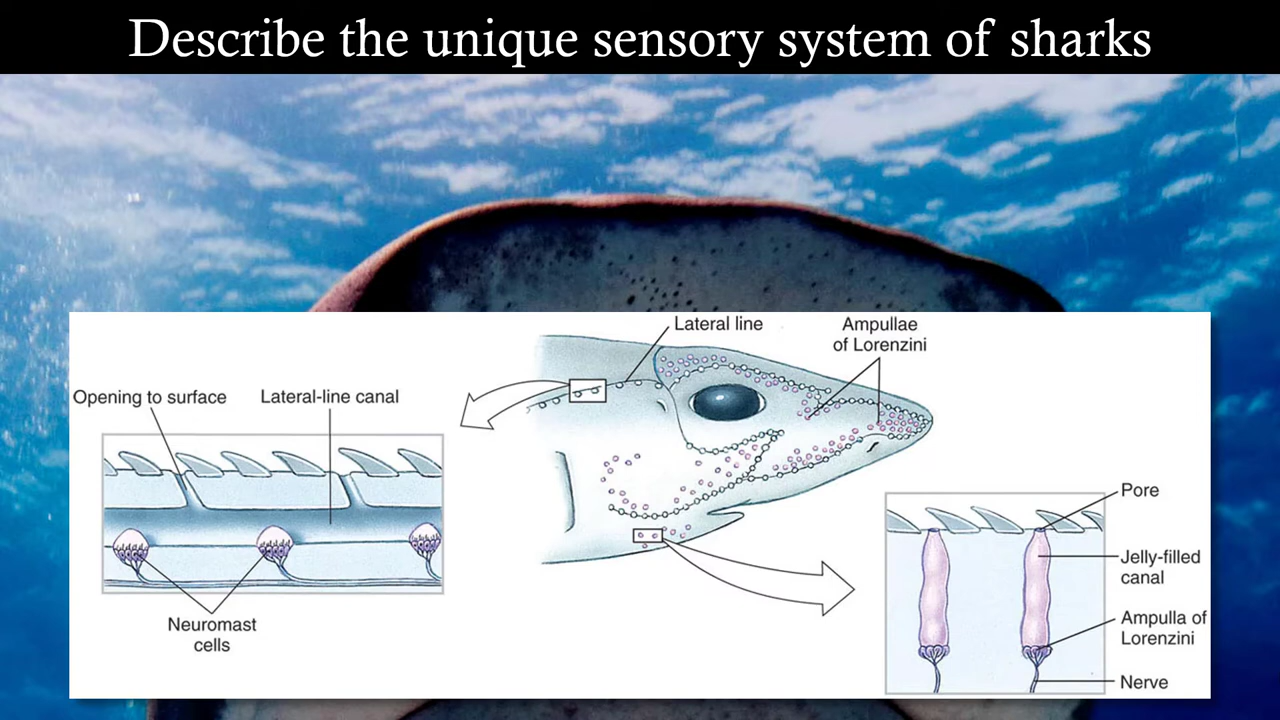 Describe the unique sensory system of sharks
Lateral line
Ampullae
of Lorenzini
Opening to surface
Lateral-line canal
Neuromast
cells
Pore
Jelly-filled
canal
Ampulla of
Lorenzini
Nerve